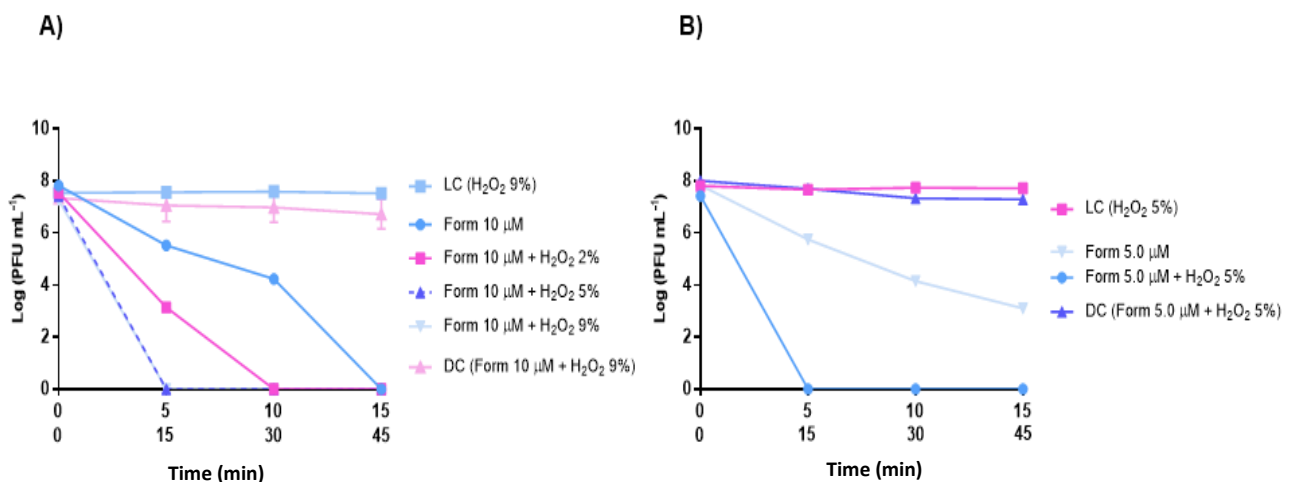 A)
Log (PFU mL⁻¹)
10
8
6
4
2
0
0 5 10 15
0 15 30 45
Time (min)
LC (H₂O₂ 9%)
Form 10 µM
Form 10 µM + H₂O₂ 2%
Form 10 µM + H₂O₂ 5%
Form 10 µM + H₂O₂ 9%
DC (Form 10 µM + H₂O₂ 9%)
B)
Log (PFU mL⁻¹)
10
8
6
4
2
0
0 5 10 15
0 15 30 45
Time (min)
LC (H₂O₂ 5%)
Form 5.0 µM
Form 5.0 µM + H₂O₂ 5%
DC (Form 5.0 µM + H₂O₂ 5%)